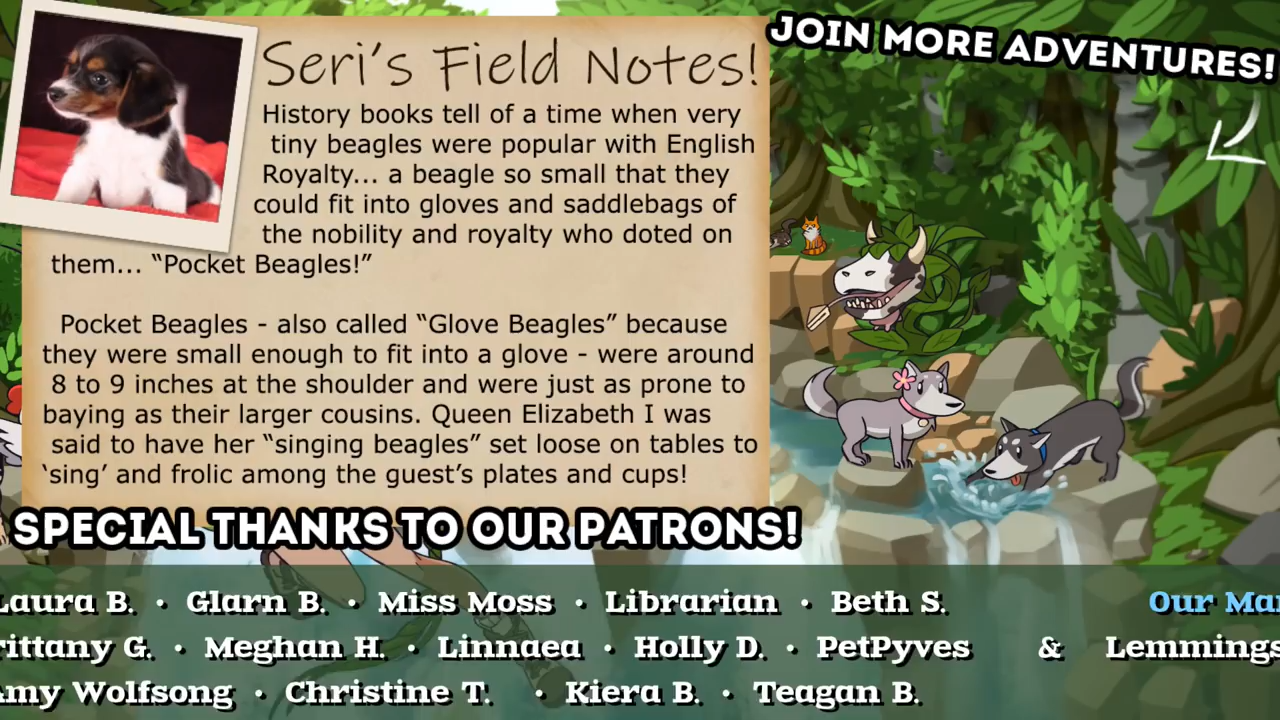 Seri's Field Notes!
JOIN MORE ADVENTURES!
History books tell of a time when very
tiny beagles were popular with English
Royalty... a beagle so small that they
could fit into gloves and saddlebags of
the nobility and royalty who doted on
them... “Pocket Beagles!”
Pocket Beagles - also called “Glove Beagles” because
they were small enough to fit into a glove - were around
8 to 9 inches at the shoulder and were just as prone to
baying as their larger cousins. Queen Elizabeth I was
said to have her “singing beagles” set loose on tables to
‘sing’ and frolic among the guest’s plates and cups!
SPECIAL THANKS TO OUR PATRONS!
Laura B. • Glarn B. • Miss Moss • Librarian • Beth S. Our
G. • Meghan H. • Linnaea • Holly D. • PetPyves & Lemmings
Wolfsong • Christine T. • Kiera B. • Teagan B.